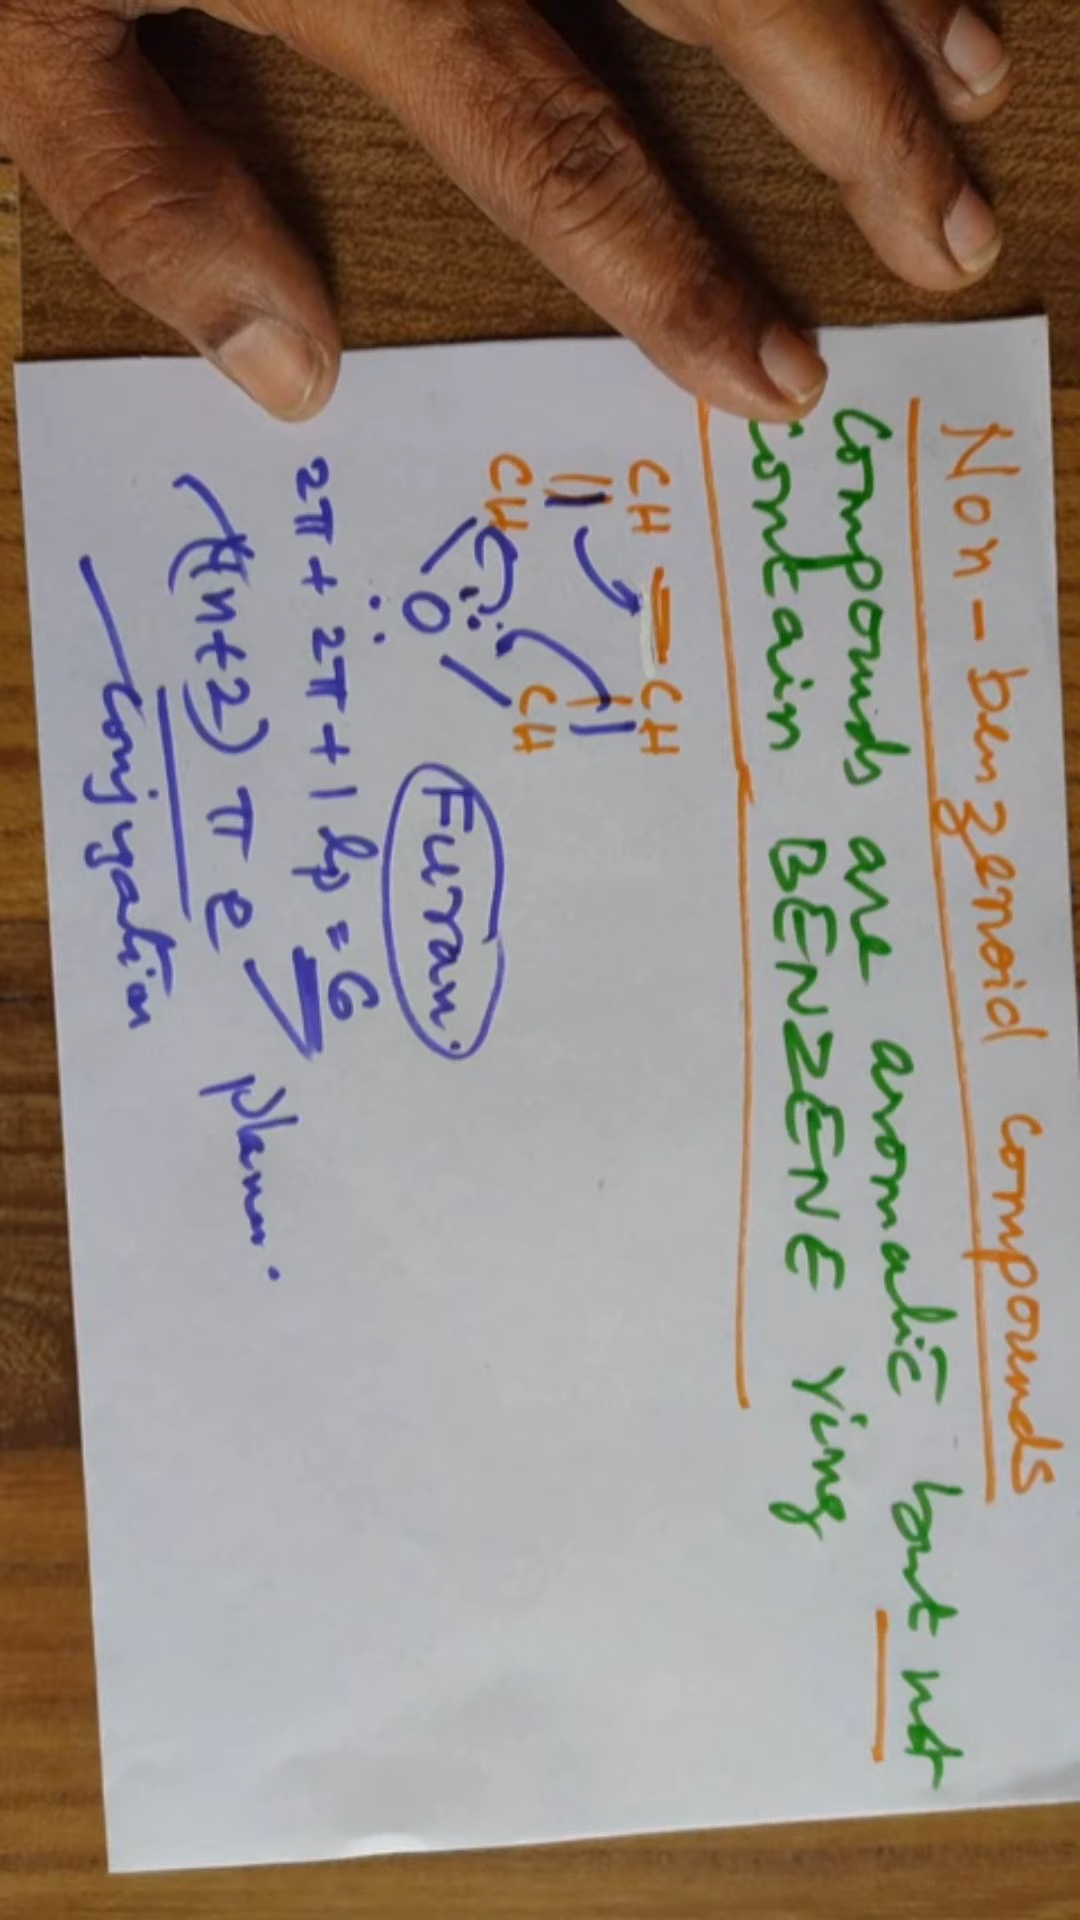 Non-benzenoid compounds
Compounds are aromatic but not
contain BENZENE ring
CH CH
CH CH
O
Furan.
2π + 2π + 1 lp = 6
(4n+2) π e planar.
Conjugation